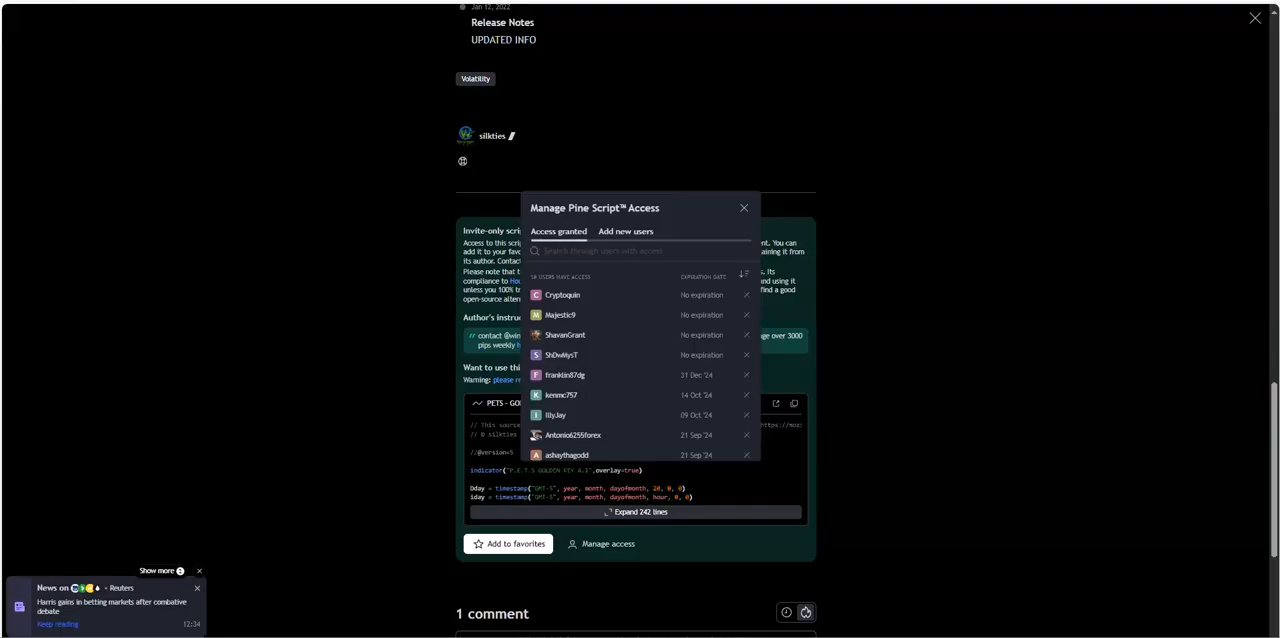 Jan 12, 2022
Release Notes
UPDATED INFO
Volatility
silkties
Manage Pine Script™ Access
Access granted Add new users
Search through users with access
58 USERS HAVE ACCESS EXPIRATION DATE
C Cryptoquin No expiration
M Majestic9 No expiration
ShavanGrant No expiration
S ShDwMysT No expiration
F franklin87dg 31 Dec '24
K kenmc757 14 Oct '24
I IllyJay 09 Oct '24
Antonio6255forex 21 Sep '24
A ashaythagodd 21 Sep '24
Invite-only scri
Access to this scrip nt. You can
add it to your favo aining it from
its author. Contac
Please note that t s. Its
compliance to Hou and using it
unless you 100% tr find a good
open-source alter
Author's instruc
// contact @win ge over 3000
pips weekly h
Want to use thi
Warning: please re
PETS - GO
// This source https://moz
// © silkties
//@version=5
indicator("P.E.T.S GOLDEN KEY A.I",overlay=true)
Dday = timestamp("GMT-5", year, month, dayofmonth, 20, 0, 0)
iday = timestamp("GMT-5", year, month, dayofmonth, hour, 0, 0)
Expand 242 lines
Add to favorites Manage access
Show more 2
News on • Reuters
Harris gains in betting markets after combative
debate
Keep reading 12:34
1 comment